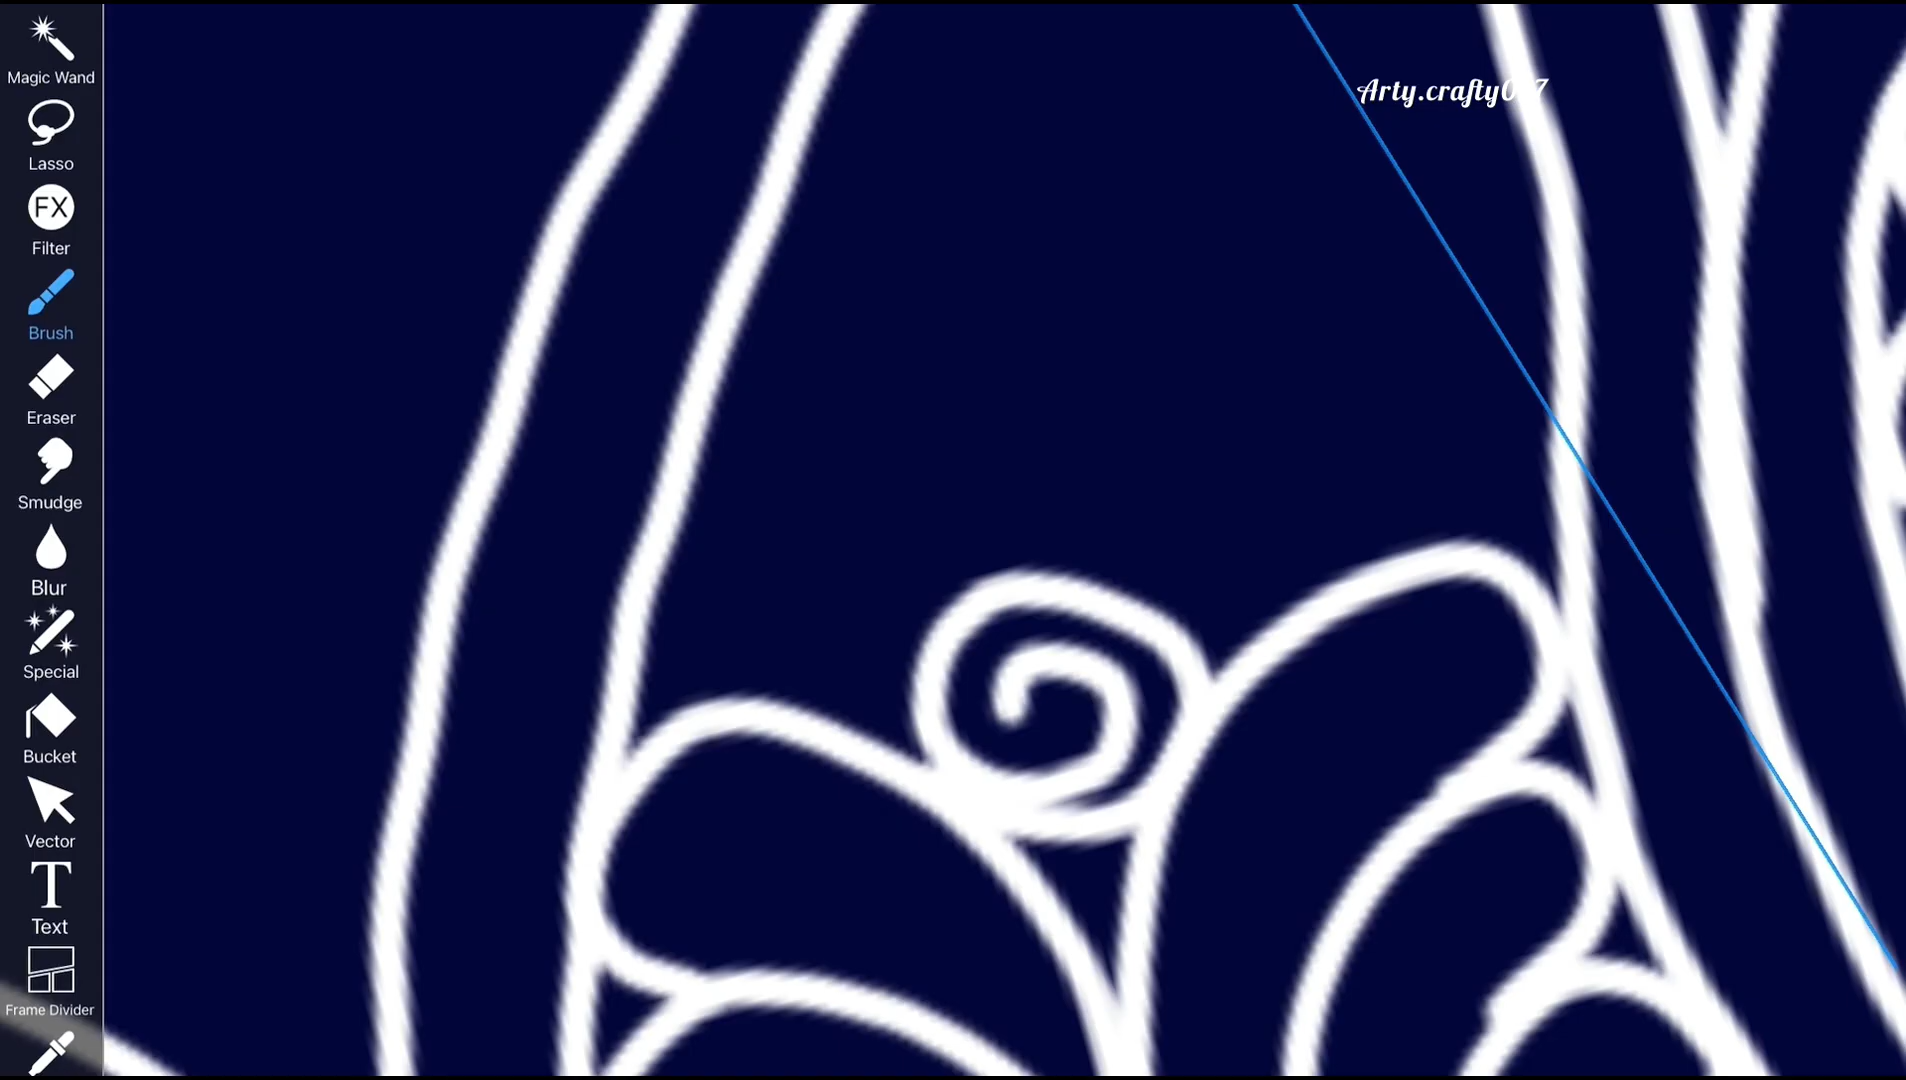 Magic Wand
Lasso
FX
Filter
Brush
Eraser
Smudge
Blur
Special
Bucket
Vector
T
Text
Frame Divider